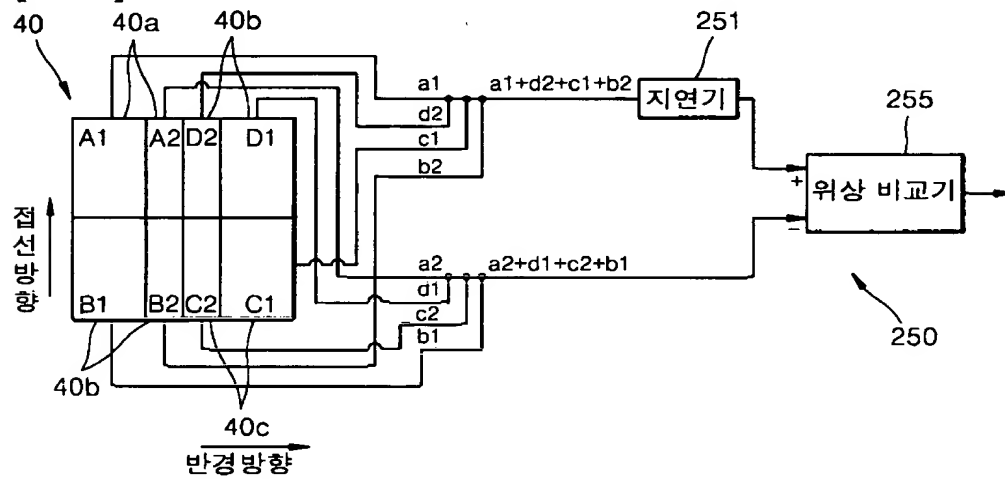 40
40a
40b
251
a1
a1+d2+c1+b2
지연기
d2
c1
255
A1
A2
D2
D1
b2
+
위상 비교기
접선방향
−
a2
a2+d1+c2+b1
d1
B1
B2
C2
C1
c2
b1
250
40b
40c
반경방향